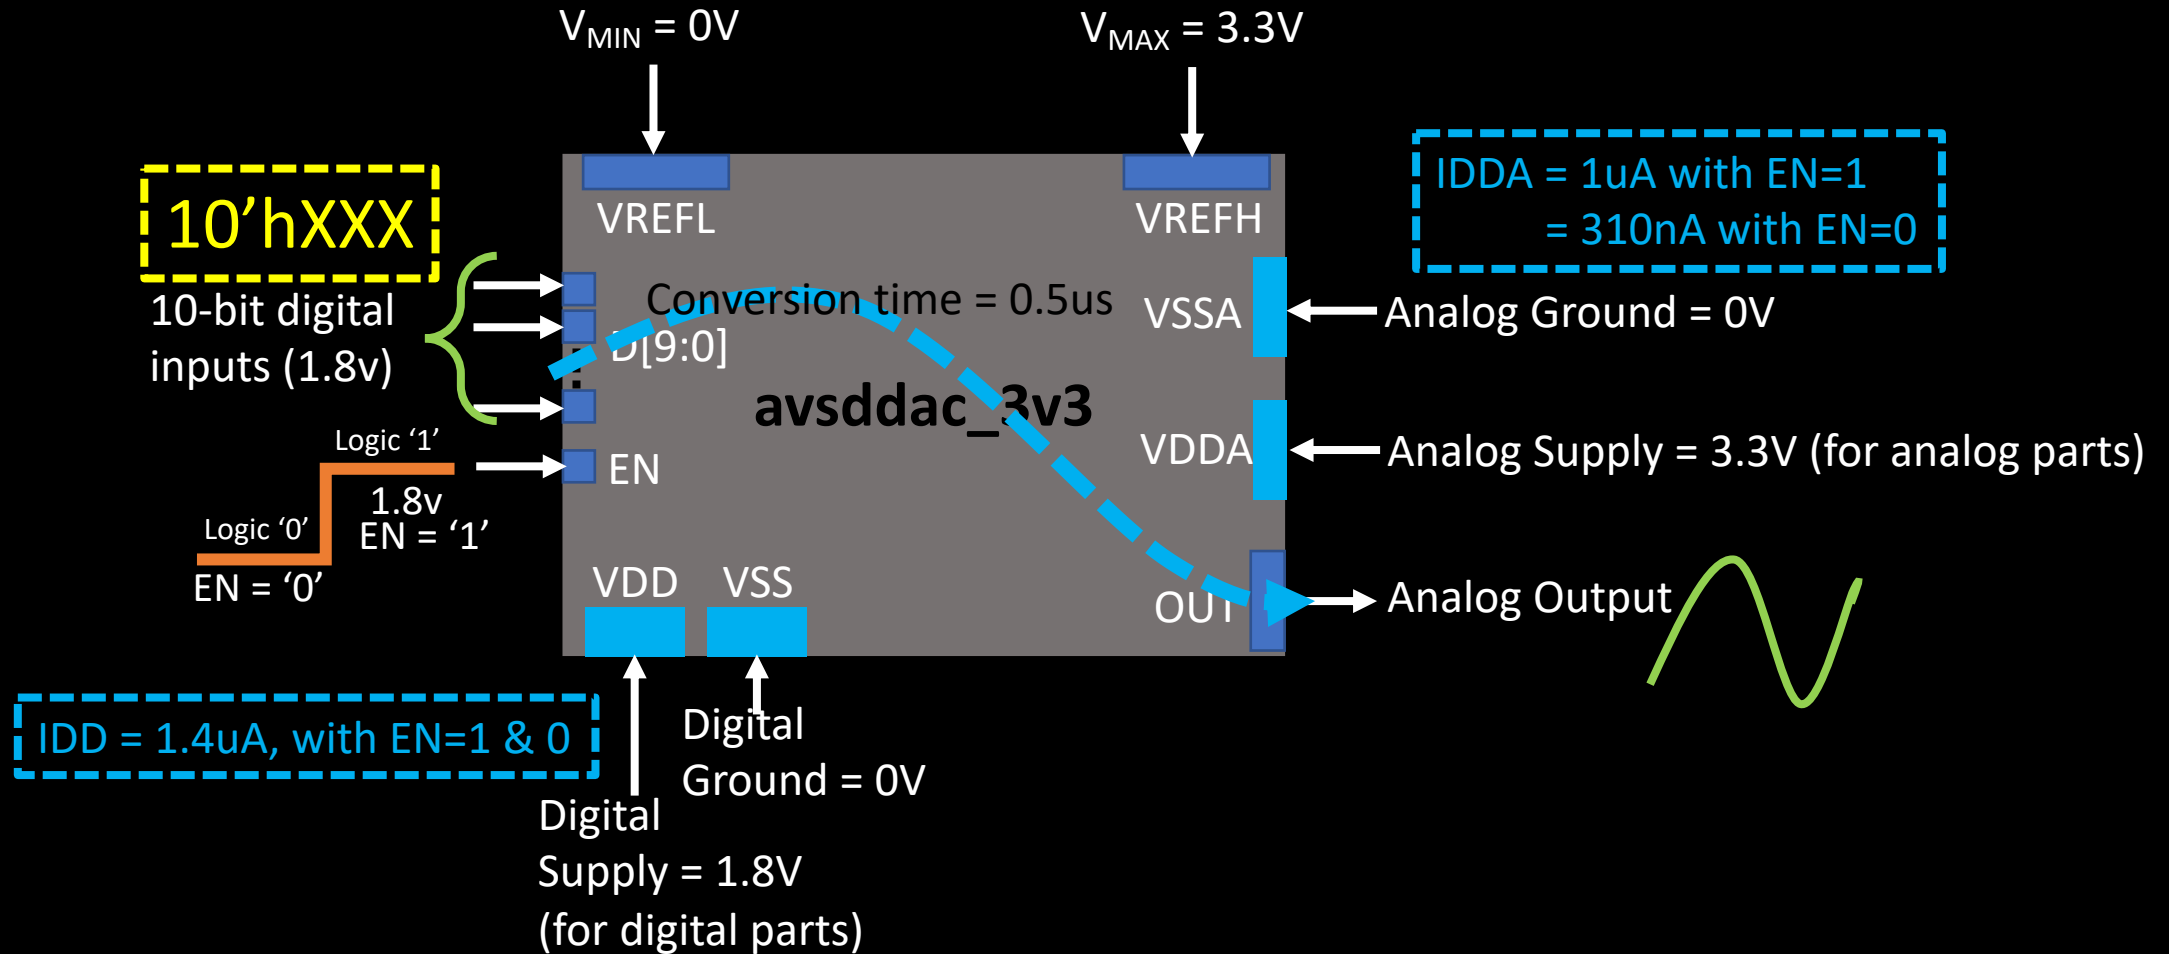 VMIN = 0V
VMAX = 3.3V
10’hXXX
10-bit digital
inputs (1.8v)
VREFL
VREFH
IDDA = 1uA with EN=1
= 310nA with EN=0
Conversion time = 0.5us
VSSA
Analog Ground = 0V
D[9:0]
avsddac_3v3
Logic ‘1’
1.8v
EN = ‘1’
Logic ‘0’
EN = ‘0’
EN
VDDA
Analog Supply = 3.3V (for analog parts)
VDD
VSS
OUT
Analog Output
IDD = 1.4uA, with EN=1 & 0
Digital
Ground = 0V
Digital
Supply = 1.8V
(for digital parts)